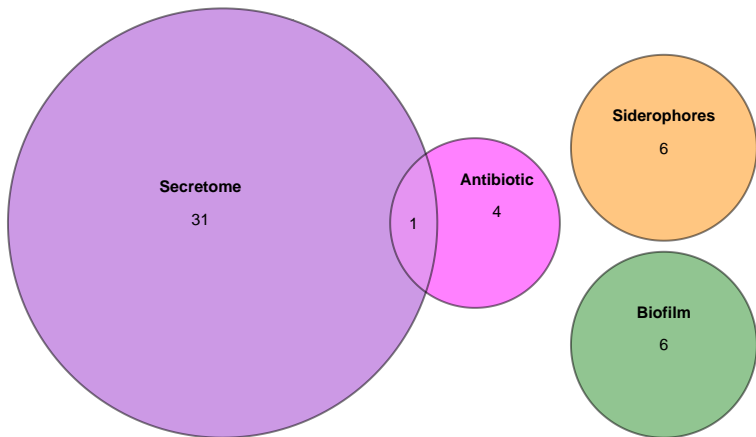 Secretome
31
1
Antibiotic
4
Siderophores
6
Biofilm
6